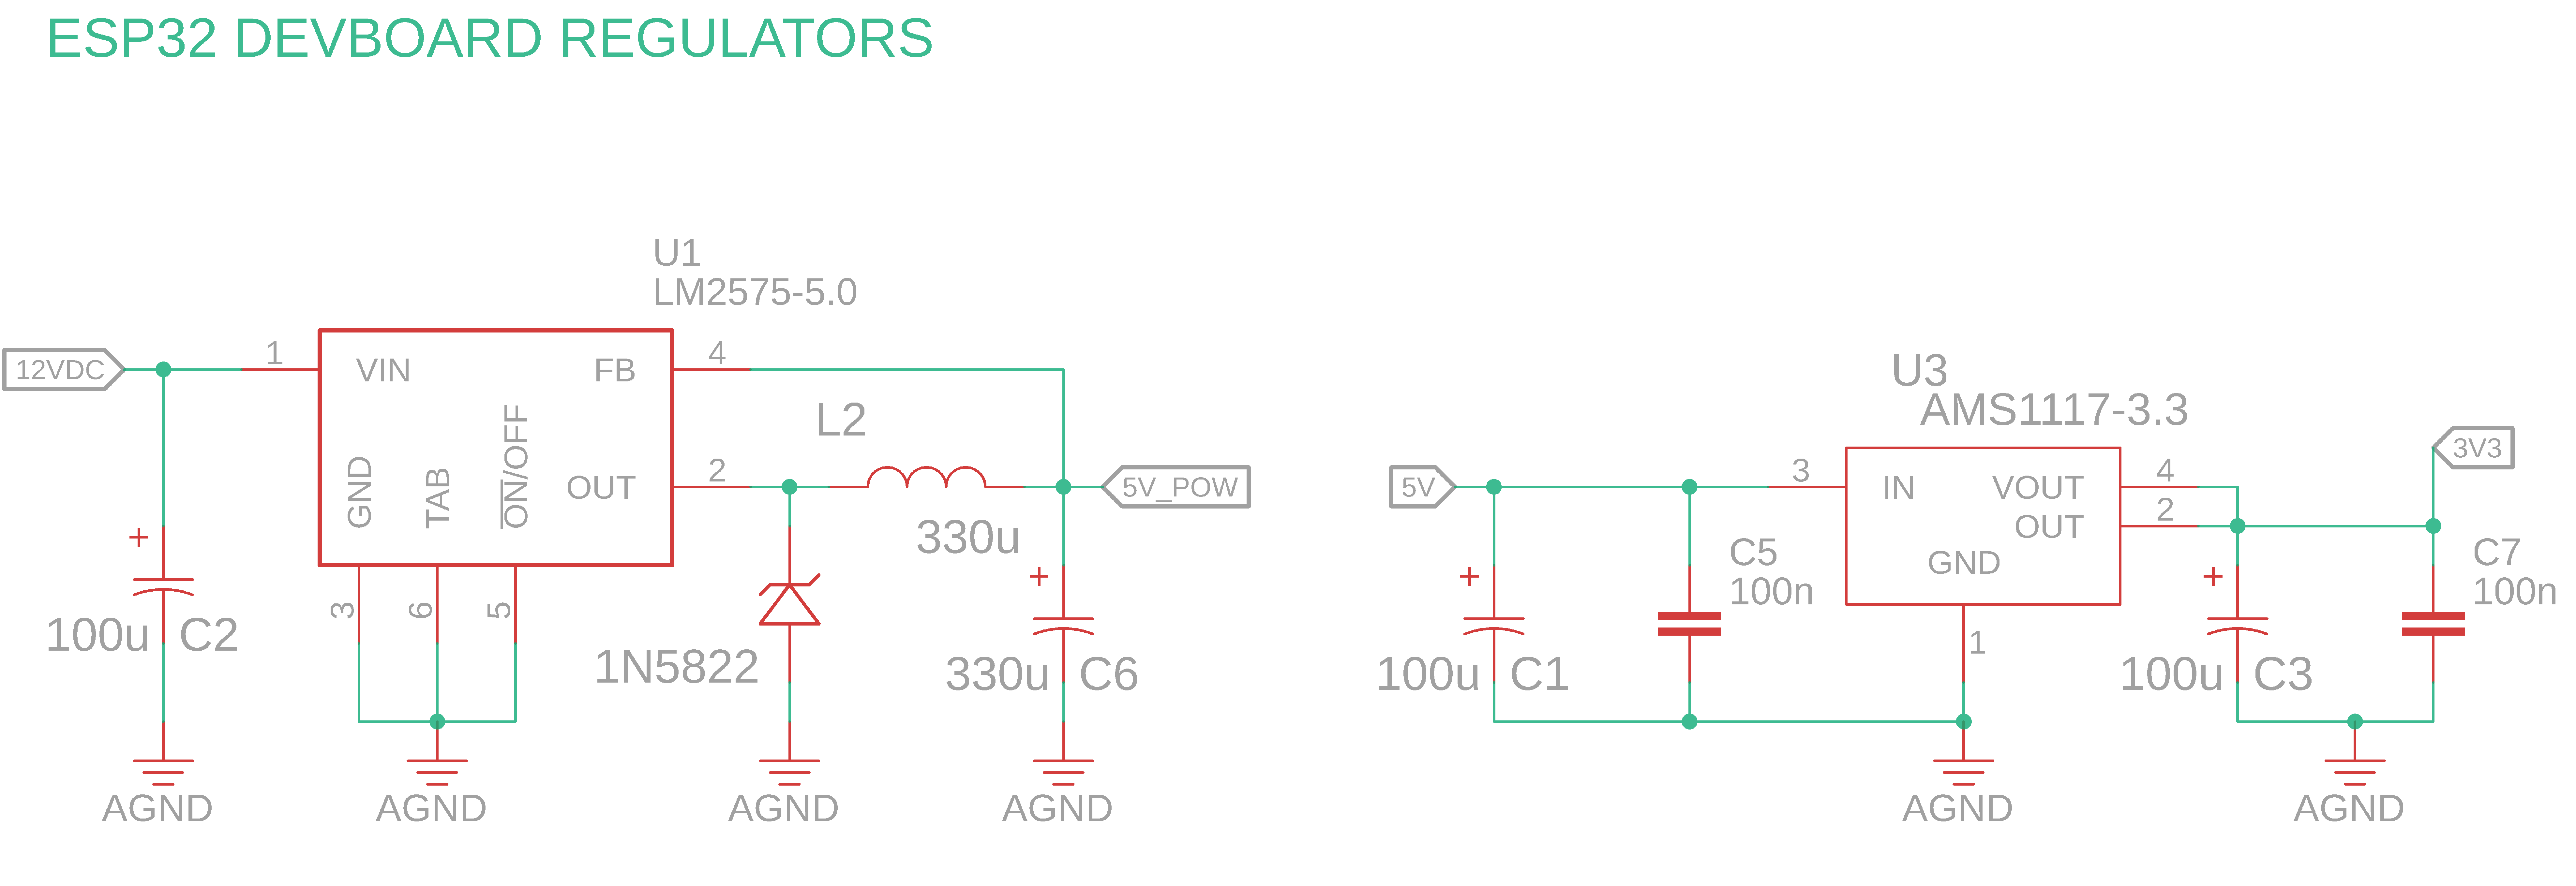 ESP32 DEVBOARD REGULATORS
U1
LM2575-5.0
12VDC
1
VIN
FB
4
GND
TAB
ON/OFF
OUT
2
L2
330u
5V_POW
3
6
5
+
100u C2
1N5822
+
330u C6
AGND
AGND
AGND
AGND
U3
AMS1117-3.3
5V
3
IN
VOUT
4
OUT
2
GND
1
3V3
+
100u C1
C5
100n
+
100u C3
C7
100n
AGND
AGND